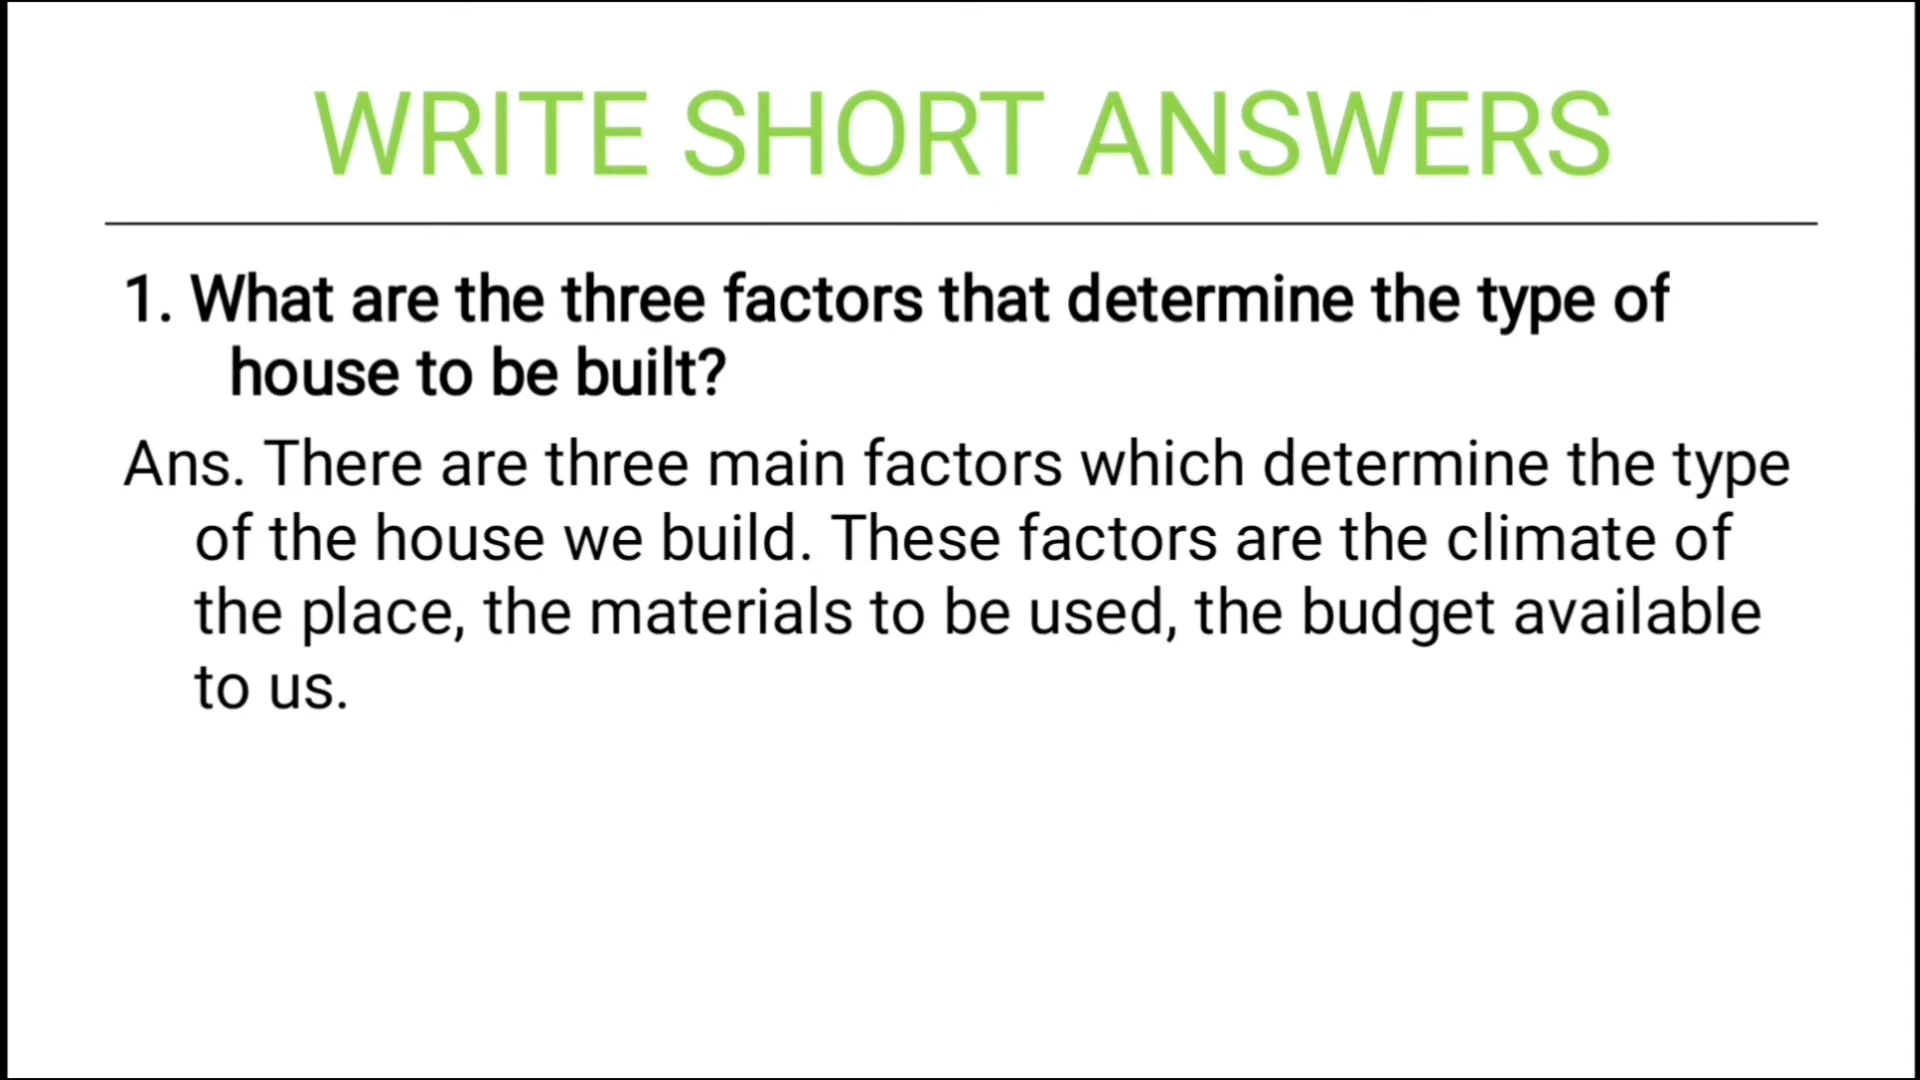 WRITE SHORT ANSWERS
1. What are the three factors that determine the type of
house to be built?
Ans. There are three main factors which determine the type
of the house we build. These factors are the climate of
the place, the materials to be used, the budget available
to us.